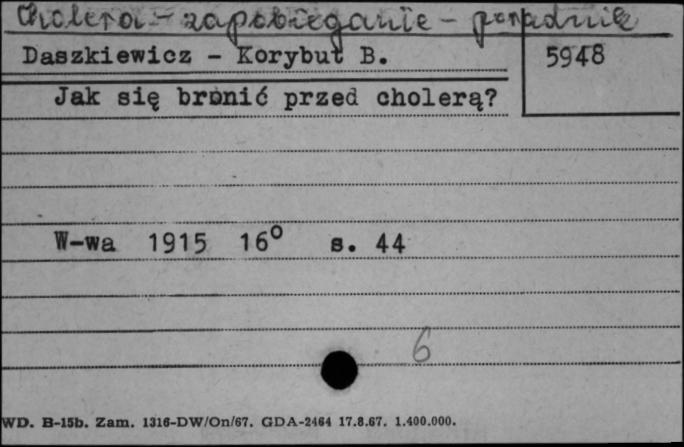 Cholera - zapobieganie - poradnik
Daszkiewicz - Korybut B. 5948
Jak się bronić przed cholerą?
W-wa 1915 16° s. 44
6
WD. B-15b. Zam. 1316-DW/On/67. GDA-2464 17.8.67. 1.400.000.